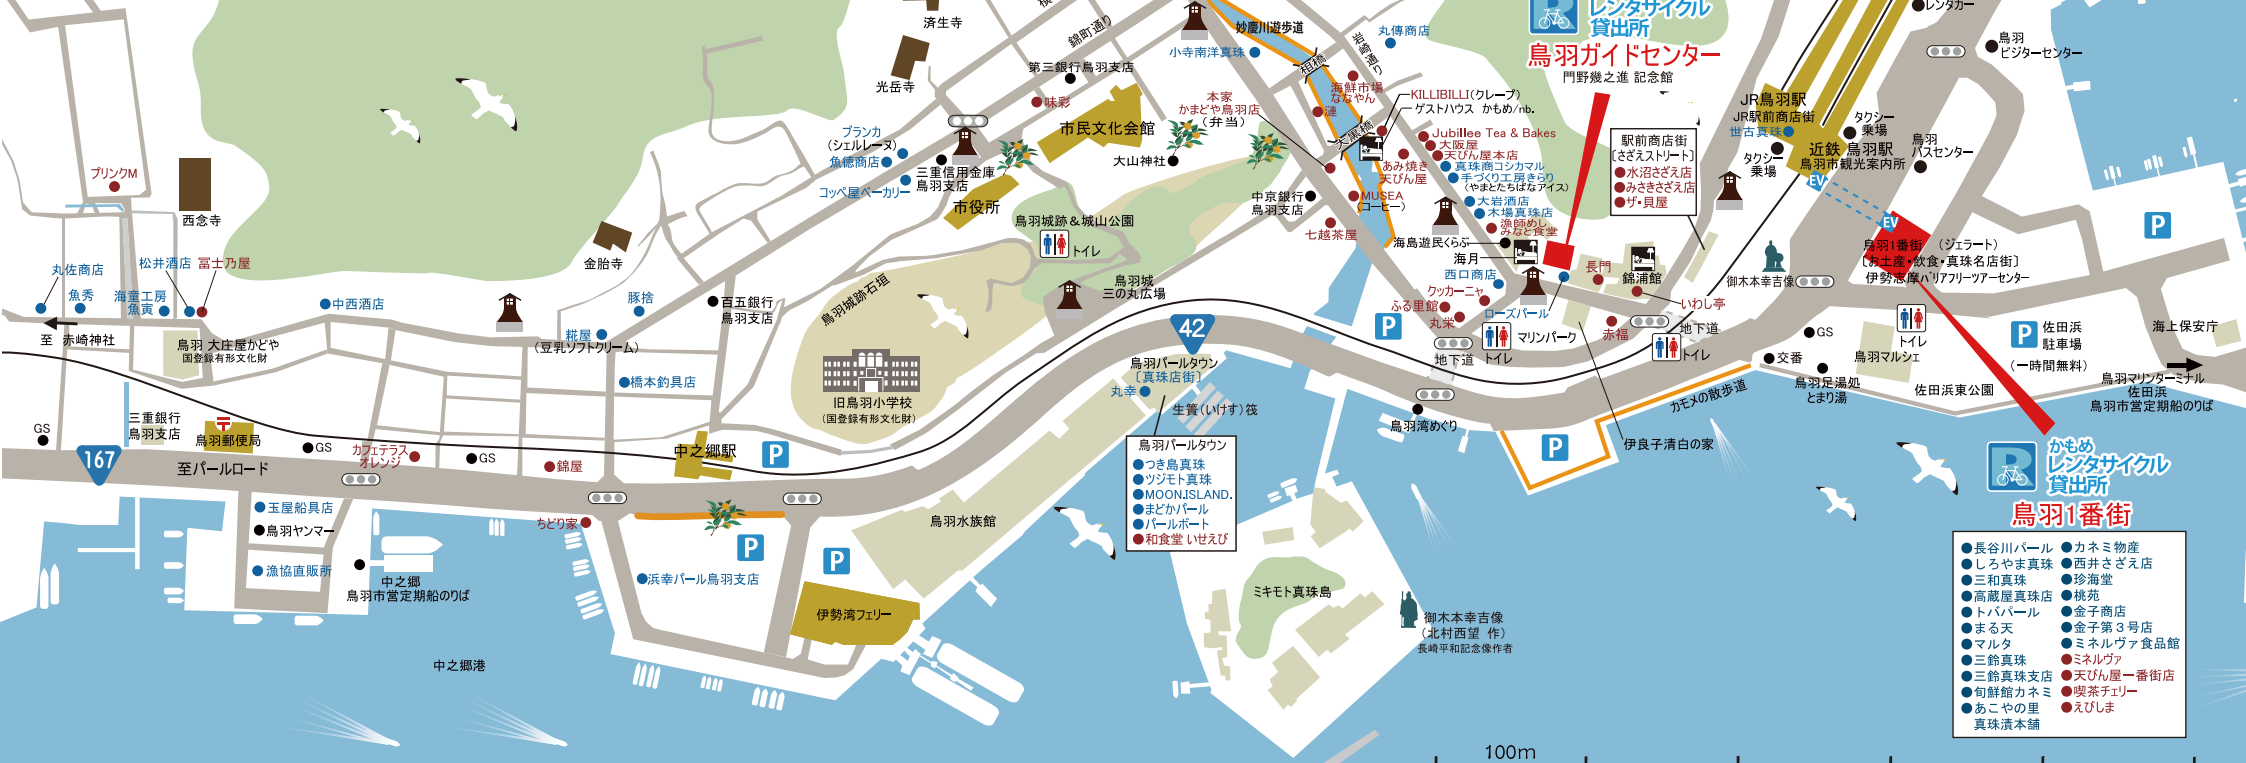 済生寺
錦町通り
光岳寺
第三銀行鳥羽支店
味彩
市民文化会館
ブランカ
(シェルレーヌ)
魚徳商店
コッペ屋ベーカリー
三重信用金庫
鳥羽支店
市役所
大山神社
小寺南洋真珠
妙慶川遊歩道
相橋
岩崎通り
丸傳商店
本家
かまどや鳥羽店
(弁当)
海鮮市場
ななやん
漣
大黒橋
KILLIBILLI(クレープ)
ゲストハウス かもめ/nb.
Jubillee Tea & Bakes
大阪屋
天びん屋本店
真珠商コシカマル
手づくり工房きらり
(やまとたちばなアイス)
大岩酒店
木場真珠店
漁師めし
みなと食堂
あみ焼き
天びん屋
MUSEA
(コーヒー)
中京銀行
鳥羽支店
七越茶屋
海島遊民くらぶ
海月
西口商店
クッカーニャ
ふる里館
丸栄
ローズパール
レンタサイクル
貸出所
鳥羽ガイドセンター
門野幾之進 記念館
駅前商店街
[さざえストリート]
水沼さざえ店
みさきさざえ店
ザ・貝屋
JR鳥羽駅
JR駅前商店街
世古真珠
タクシー
乗場
タクシー
乗場
近鉄 鳥羽駅
鳥羽市観光案内所
EV
EV
レンタカー
鳥羽
ビジターセンター
鳥羽
バスセンター
P
鳥羽1番街 (ジェラート)
[お土産・飲食・真珠名店街]
伊勢志摩バリアフリーツアーセンター
御木本幸吉像
長門
錦浦館
いわし亭
赤福
地下道
トイレ
マリンパーク
トイレ
地下道
P
GS
交番
鳥羽足湯処
とまり湯
鳥羽マルシェ
トイレ
P
佐田浜
駐車場
(一時間無料)
海上保安庁
佐田浜東公園
鳥羽マリンターミナル
佐田浜
鳥羽市営定期船のりば
カモメの散歩道
伊良子清白の家
鳥羽湾めぐり
P
プリンクM
西念寺
金胎寺
丸佐商店
魚秀
松井酒店
冨士乃屋
海童工房
魚寅
至 赤崎神社
鳥羽 大庄屋かどや
国登録有形文化財
中西酒店
糀屋
(豆乳ソフトクリーム)
豚捨
百五銀行
鳥羽支店
橋本釣具店
鳥羽城跡&城山公園
トイレ
鳥羽城
三の丸広場
鳥羽城跡石垣
旧鳥羽小学校
(国登録有形文化財)
42
鳥羽パールタウン
[真珠店街]
丸幸
生簀(いけす)筏
鳥羽パールタウン
つき島真珠
ツジモト真珠
MOON.ISLAND.
まどかパール
パールポート
和食堂 いせえび
GS
三重銀行
鳥羽支店
鳥羽郵便局
167
至パールロード
GS
カフェテラス
オレンジ
GS
錦屋
中之郷駅
P
玉屋船具店
鳥羽ヤンマー
漁協直販所
中之郷
鳥羽市営定期船のりば
ちどり家
P
浜幸パール鳥羽支店
P
伊勢湾フェリー
鳥羽水族館
中之郷港
ミキモト真珠島
御木本幸吉像
(北村西望 作)
長崎平和記念像作者
かもめ
レンタサイクル
貸出所
鳥羽1番街
長谷川パール
しろやま真珠
三和真珠
高蔵屋真珠店
トバパール
まる天
マルタ
三鈴真珠
三鈴真珠支店
旬鮮館カネミ
あこやの里
真珠漬本舗
カネミ物産
西井さざえ店
珍海堂
桃苑
金子商店
金子第3号店
ミネルヴァ食品館
ミネルヴァ
天びん屋一番街店
喫茶チェリー
えびしま
100m